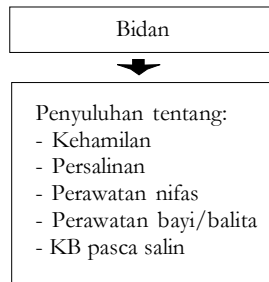 Bidan
Penyuluhan tentang:
- Kehamilan
- Persalinan
- Perawatan nifas
- Perawatan bayi/balita
- KB pasca salin